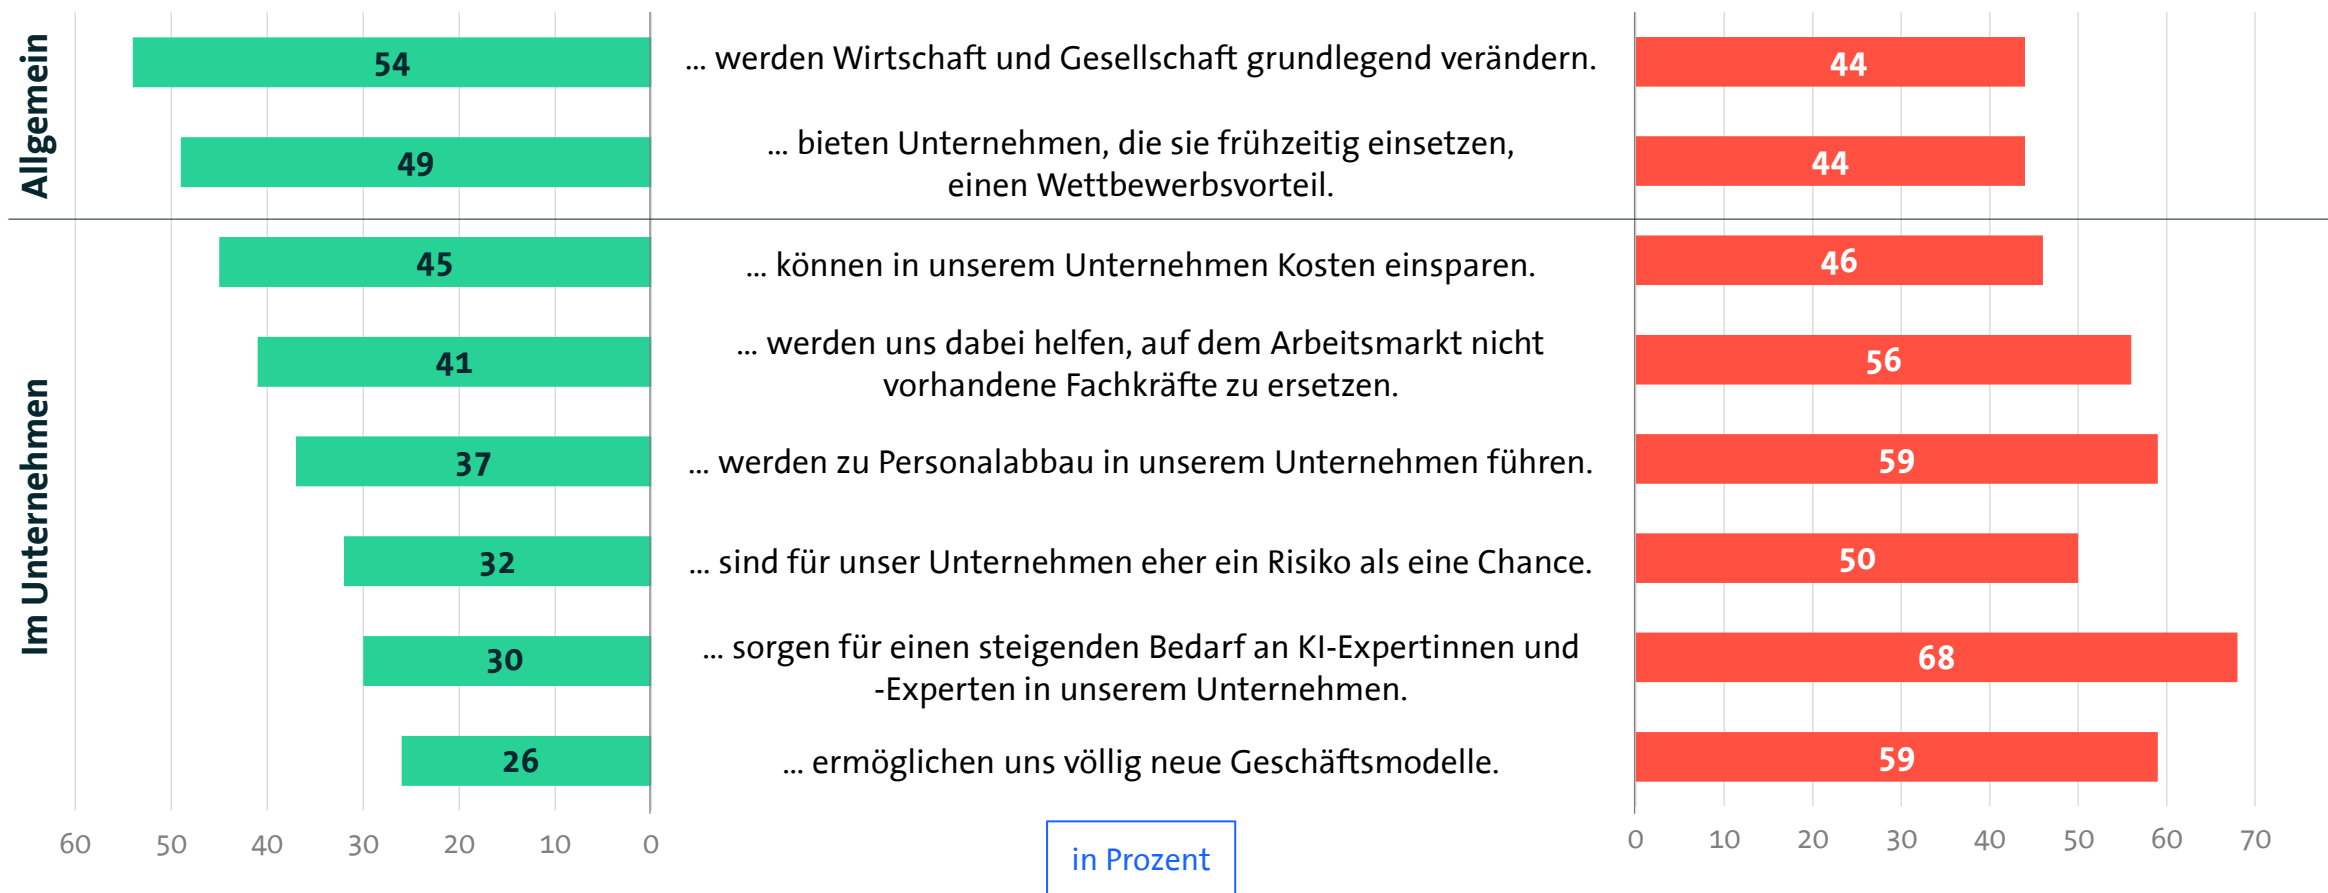 Allgemein
54
... werden Wirtschaft und Gesellschaft grundlegend verändern.
44
49
... bieten Unternehmen, die sie frühzeitig einsetzen,
einen Wettbewerbsvorteil.
44
Im Unternehmen
45
... können in unserem Unternehmen Kosten einsparen.
46
41
... werden uns dabei helfen, auf dem Arbeitsmarkt nicht
vorhandene Fachkräfte zu ersetzen.
56
37
... werden zu Personalabbau in unserem Unternehmen führen.
59
32
... sind für unser Unternehmen eher ein Risiko als eine Chance.
50
30
... sorgen für einen steigenden Bedarf an KI-Expertinnen und
-Experten in unserem Unternehmen.
68
26
... ermöglichen uns völlig neue Geschäftsmodelle.
59
60 50 40 30 20 10 0
0 10 20 30 40 50 60 70
in Prozent